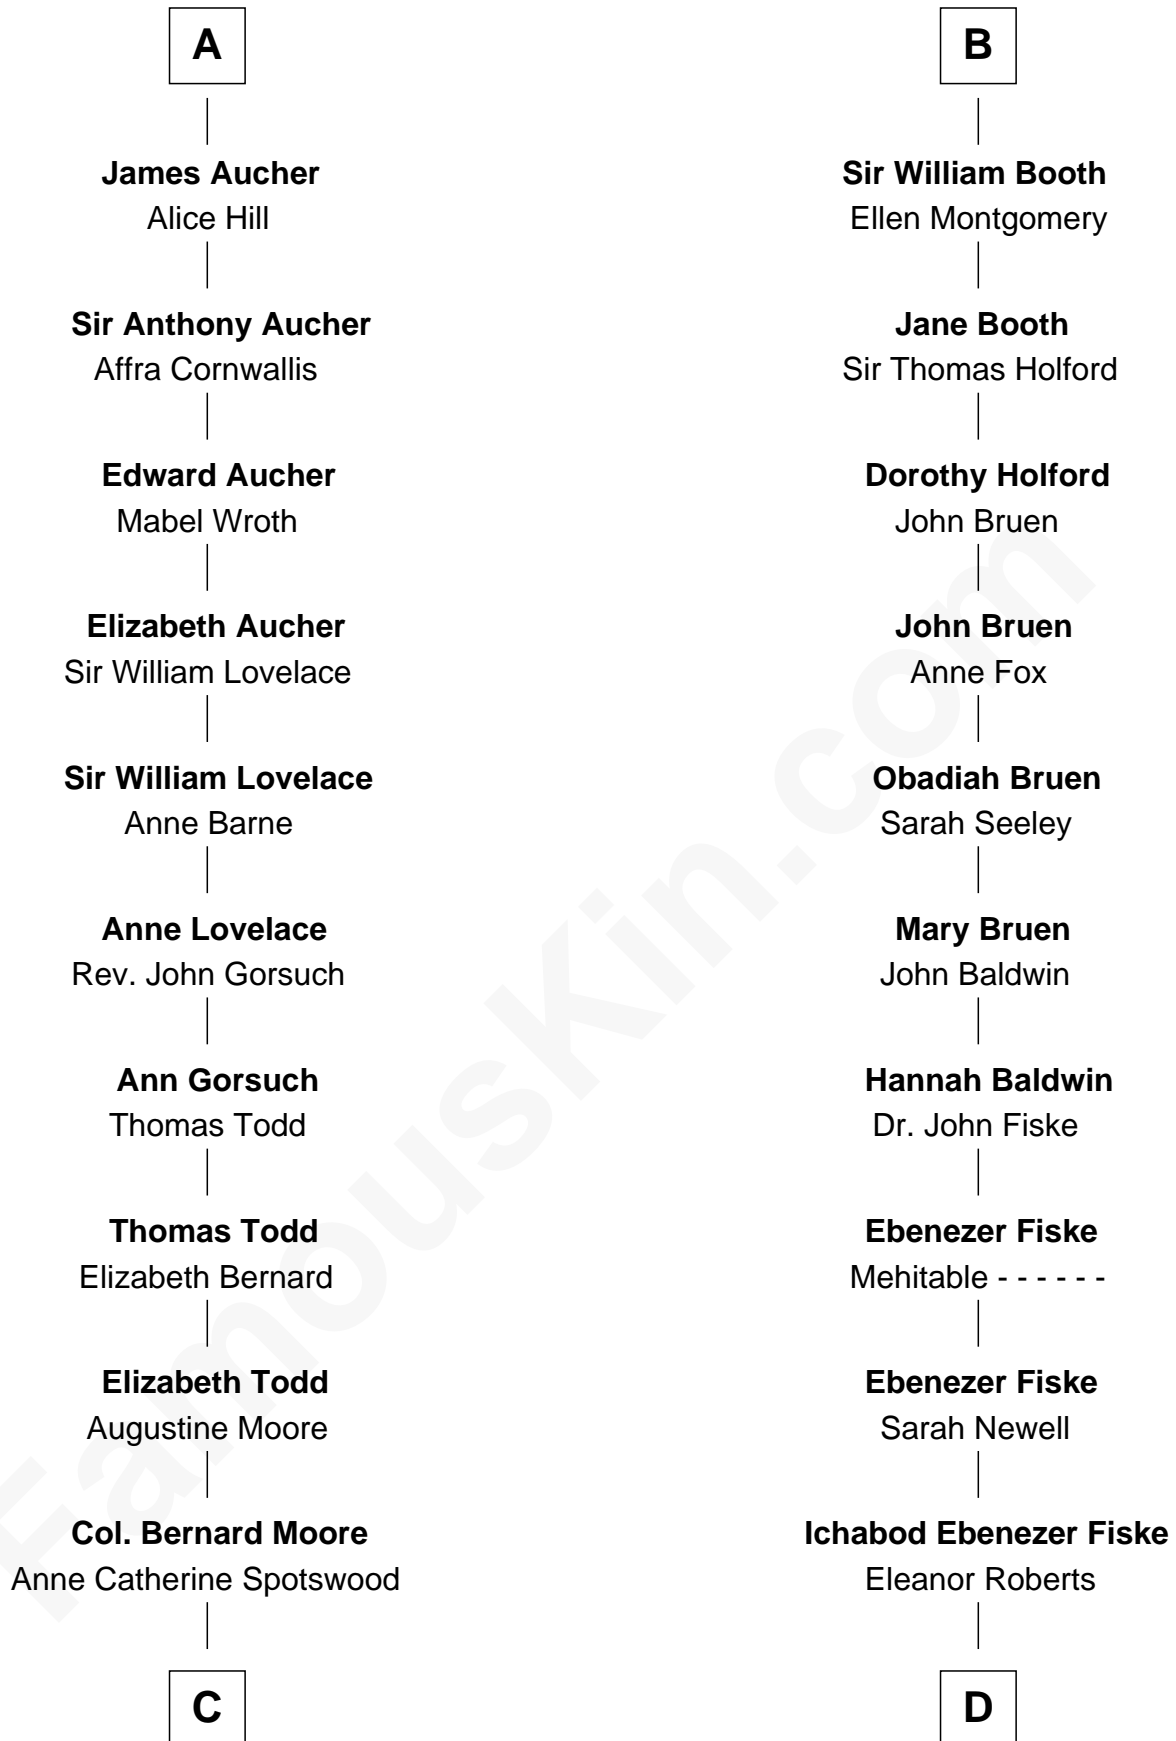 A
James Aucher
Alice Hill
Sir Anthony Aucher
Affra Cornwallis
Edward Aucher
Mabel Wroth
Elizabeth Aucher
Sir William Lovelace
Sir William Lovelace
Anne Barne
Anne Lovelace
Rev. John Gorsuch
Ann Gorsuch
Thomas Todd
Thomas Todd
Elizabeth Bernard
Elizabeth Todd
Augustine Moore
Col. Bernard Moore
Anne Catherine Spotswood
C
B
Sir William Booth
Ellen Montgomery
Jane Booth
Sir Thomas Holford
Dorothy Holford
John Bruen
John Bruen
Anne Fox
Obadiah Bruen
Sarah Seeley
Mary Bruen
John Baldwin
Hannah Baldwin
Dr. John Fiske
Ebenezer Fiske
Mehitable - - - - - -
Ebenezer Fiske
Sarah Newell
Ichabod Ebenezer Fiske
Eleanor Roberts
D
FamousKin.com